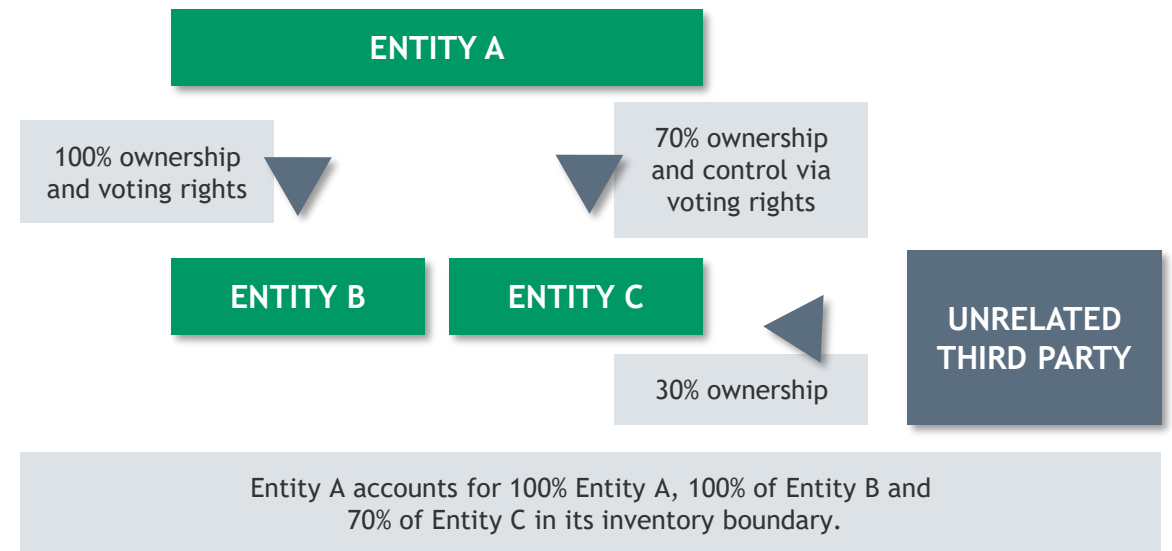 ENTITY A
100% ownership
and voting rights
70% ownership
and control via
voting rights
ENTITY B
ENTITY C
UNRELATED
THIRD PARTY
30% ownership
Entity A accounts for 100% Entity A, 100% of Entity B and
70% of Entity C in its inventory boundary.